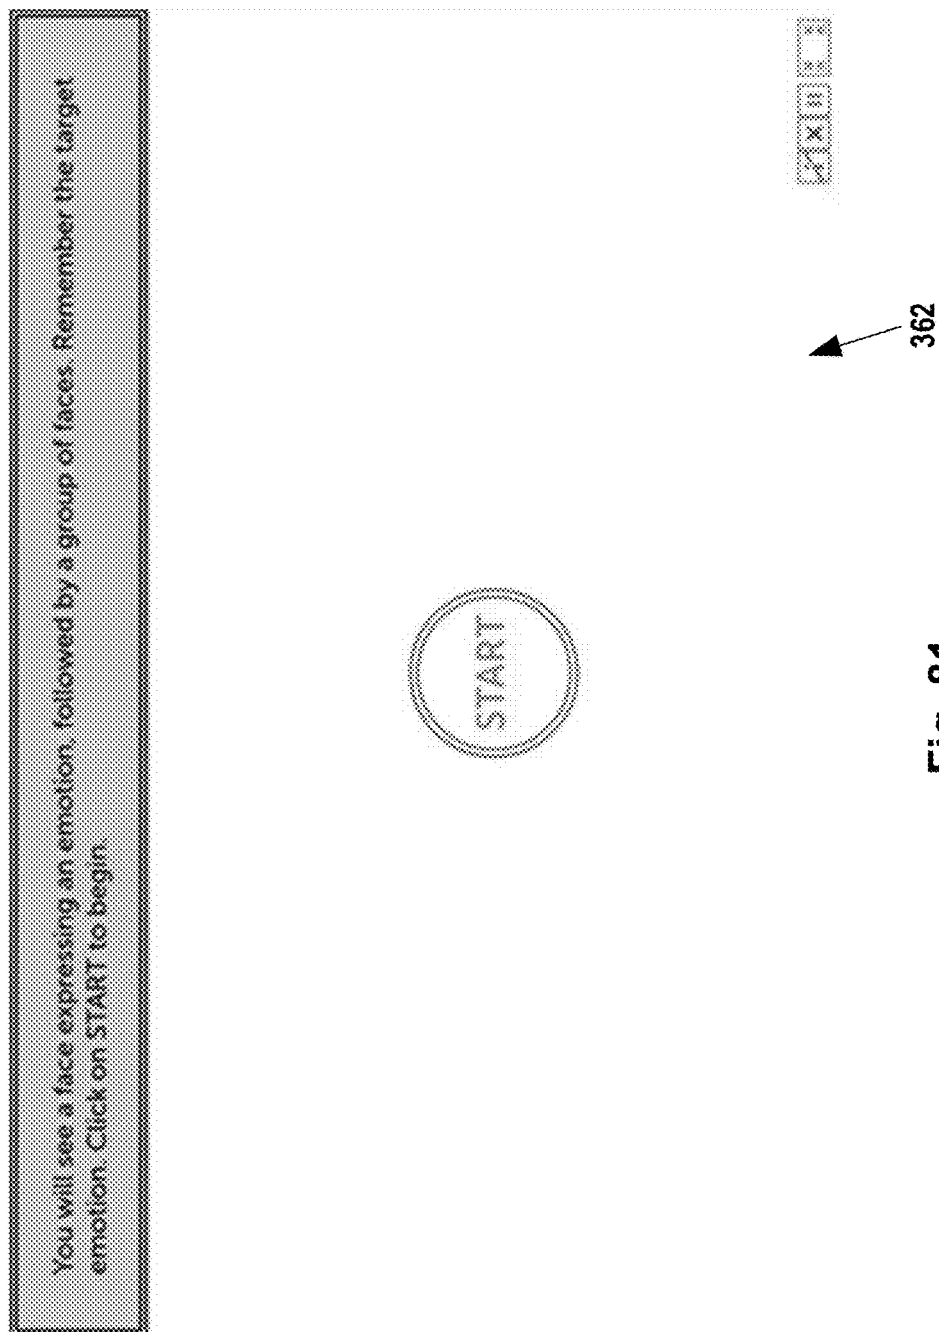 You will see a face expressing an emotion, followed by a group of faces. Remember the target
emotion. Click on START to begin.
START
362